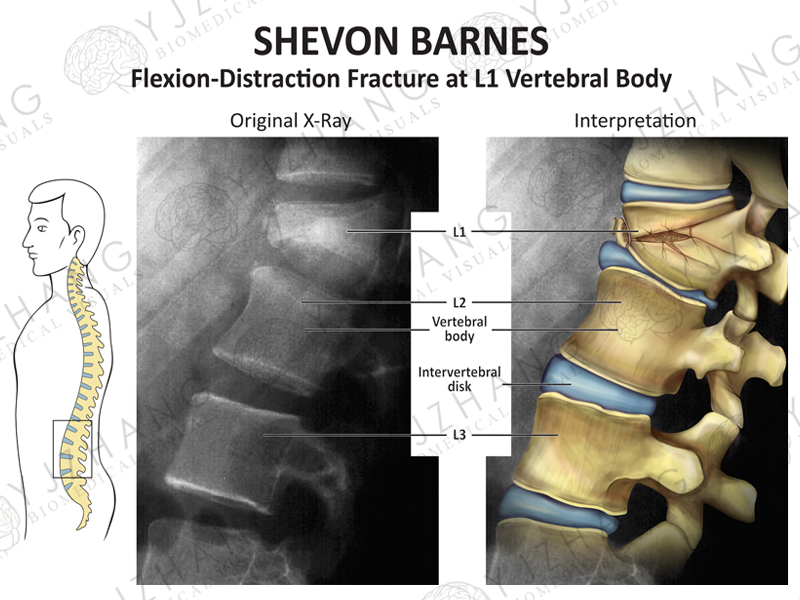 SHEVON BARNES
Flexion-Distraction Fracture at L1 Vertebral Body
Original X-Ray
Interpretation
L1
L2
Vertebral
body
Intervertebral
disk
L3
Y JZHANG
BIOMEDICAL VISUALS